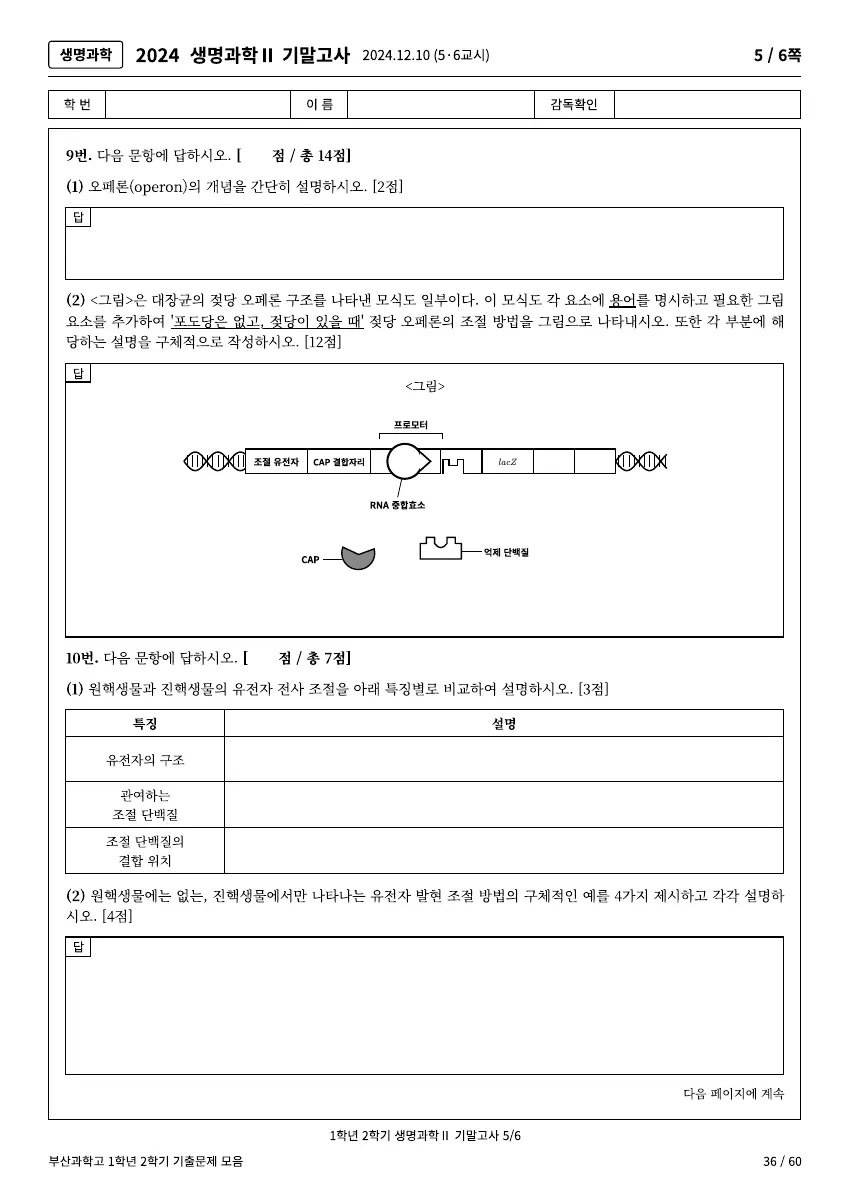 생명과학 2024 생명과학Ⅱ 기말고사 2024.12.10 (5·6교시) 5 / 6쪽
학 번 이 름 감독확인
9번. 다음 문항에 답하시오. [ 점 / 총 14점]
(1) 오페론(operon)의 개념을 간단히 설명하시오. [2점]
답
(2) <그림>은 대장균의 젖당 오페론 구조를 나타낸 모식도 일부이다. 이 모식도 각 요소에 용어를 명시하고 필요한 그림
요소를 추가하여 '포도당은 없고, 젖당이 있을 때' 젖당 오페론의 조절 방법을 그림으로 나타내시오. 또한 각 부분에 해
당하는 설명을 구체적으로 작성하시오. [12점]
답
<그림>
프로모터
조절 유전자 CAP 결합자리 lacZ
RNA 중합효소
CAP 억제 단백질
10번. 다음 문항에 답하시오. [ 점 / 총 7점]
(1) 원핵생물과 진핵생물의 유전자 전사 조절을 아래 특징별로 비교하여 설명하시오. [3점]
특징 설명
유전자의 구조
관여하는
조절 단백질
조절 단백질의
결합 위치
(2) 원핵생물에는 없는, 진핵생물에서만 나타나는 유전자 발현 조절 방법의 구체적인 예를 4가지 제시하고 각각 설명하
시오. [4점]
답
다음 페이지에 계속
1학년 2학기 생명과학Ⅱ 기말고사 5/6
부산과학고 1학년 2학기 기출문제 모음 36 / 60